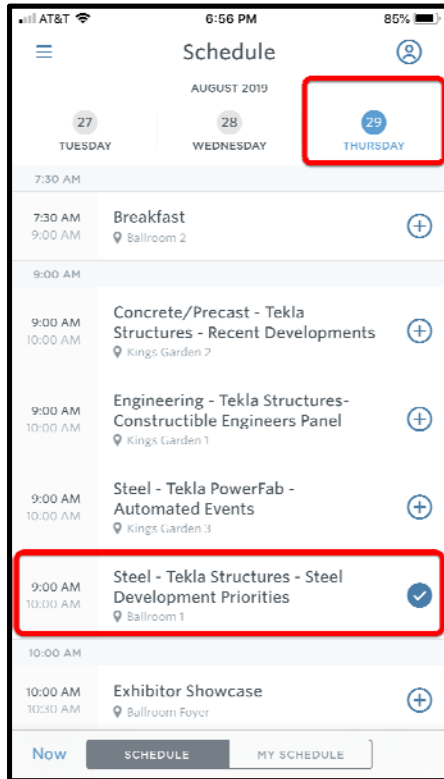 AT&T 6:56 PM 85%
Schedule
AUGUST 2019
27 28 29
TUESDAY WEDNESDAY THURSDAY
7:30 AM
7:30 AM Breakfast
9:00 AM Ballroom 2
9:00 AM
Concrete/Precast - Tekla
9:00 AM Structures - Recent Developments
10:00 AM Kings Garden 2
Engineering - Tekla Structures-
9:00 AM Constructible Engineers Panel
10:00 AM Kings Garden 1
Steel - Tekla PowerFab -
9:00 AM Automated Events
10:00 AM Kings Garden 3
Steel - Tekla Structures - Steel
9:00 AM Development Priorities
10:00 AM Ballroom 1
10:00 AM
10:00 AM Exhibitor Showcase
10:30 AM Ballroom Foyer
Now SCHEDULE MY SCHEDULE